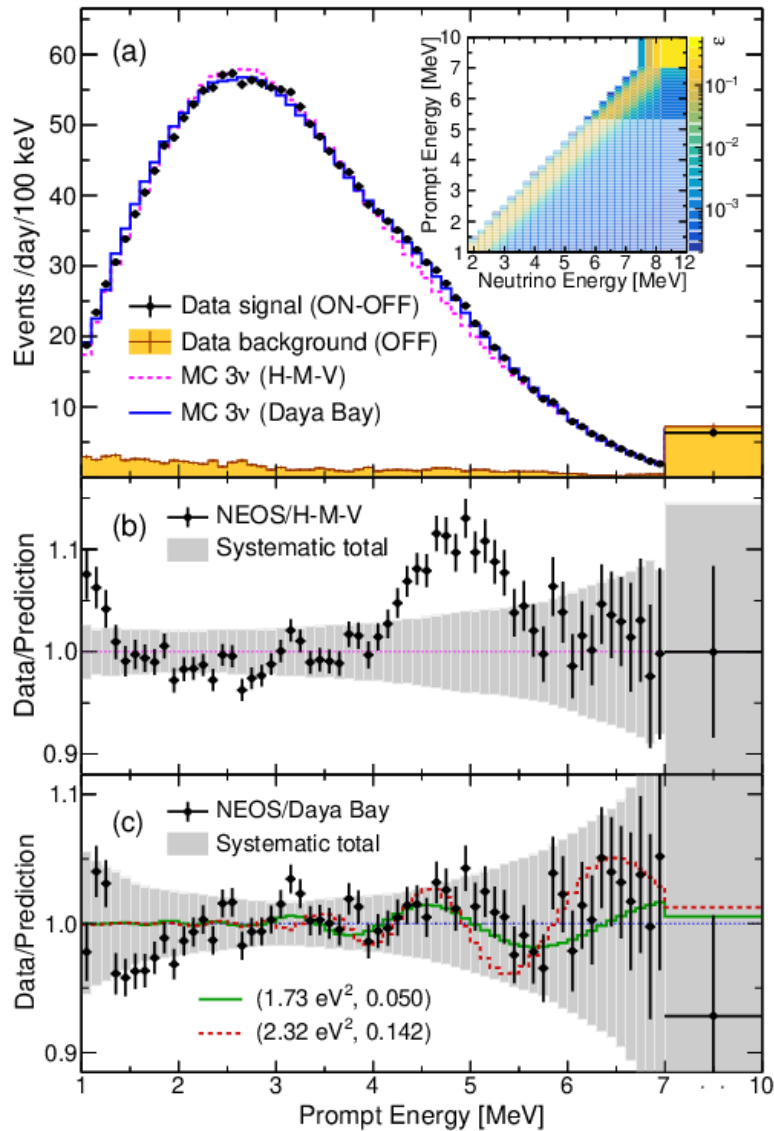 (a)
Events /day/100 keV
60
50
40
30
20
10
Data signal (ON-OFF)
Data background (OFF)
MC 3ν (H-M-V)
MC 3ν (Daya Bay)
Prompt Energy [MeV]
10
7
6
5
4
3
2
1
2 3 4 5 6 7 8 12
Neutrino Energy [MeV]
ε
10⁻¹
10⁻²
10⁻³
(b)
NEOS/H-M-V
Systematic total
Data/Prediction
1.1
1.0
0.9
(c)
NEOS/Daya Bay
Systematic total
Data/Prediction
1.1
1.0
0.9
(1.73 eV², 0.050)
(2.32 eV², 0.142)
1 2 3 4 5 6 7 . . 10
Prompt Energy [MeV]